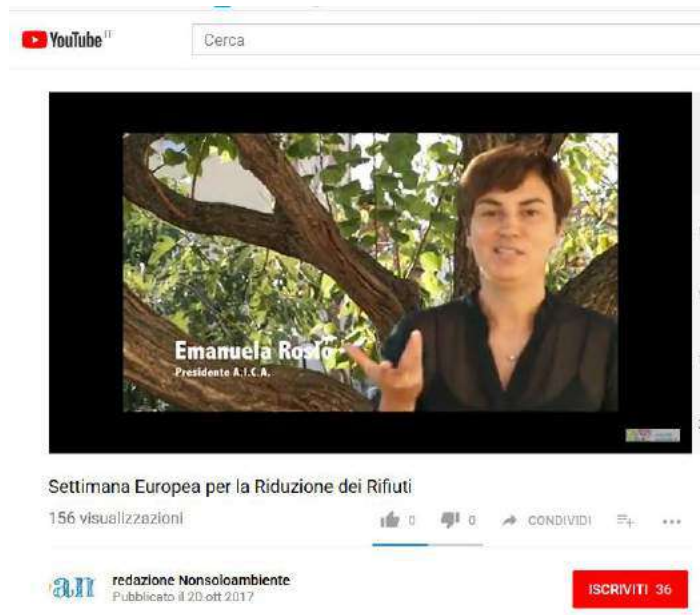 YouTube IT
Cerca
Emanuela Rosio
Presidente A.I.C.A.
Settimana Europea per la Riduzione dei Rifiuti
156 visualizzazioni
0 0 CONDIVIDI
an redazione Nonsoloambiente
Pubblicato il 20 ott 2017
ISCRIVITI 36